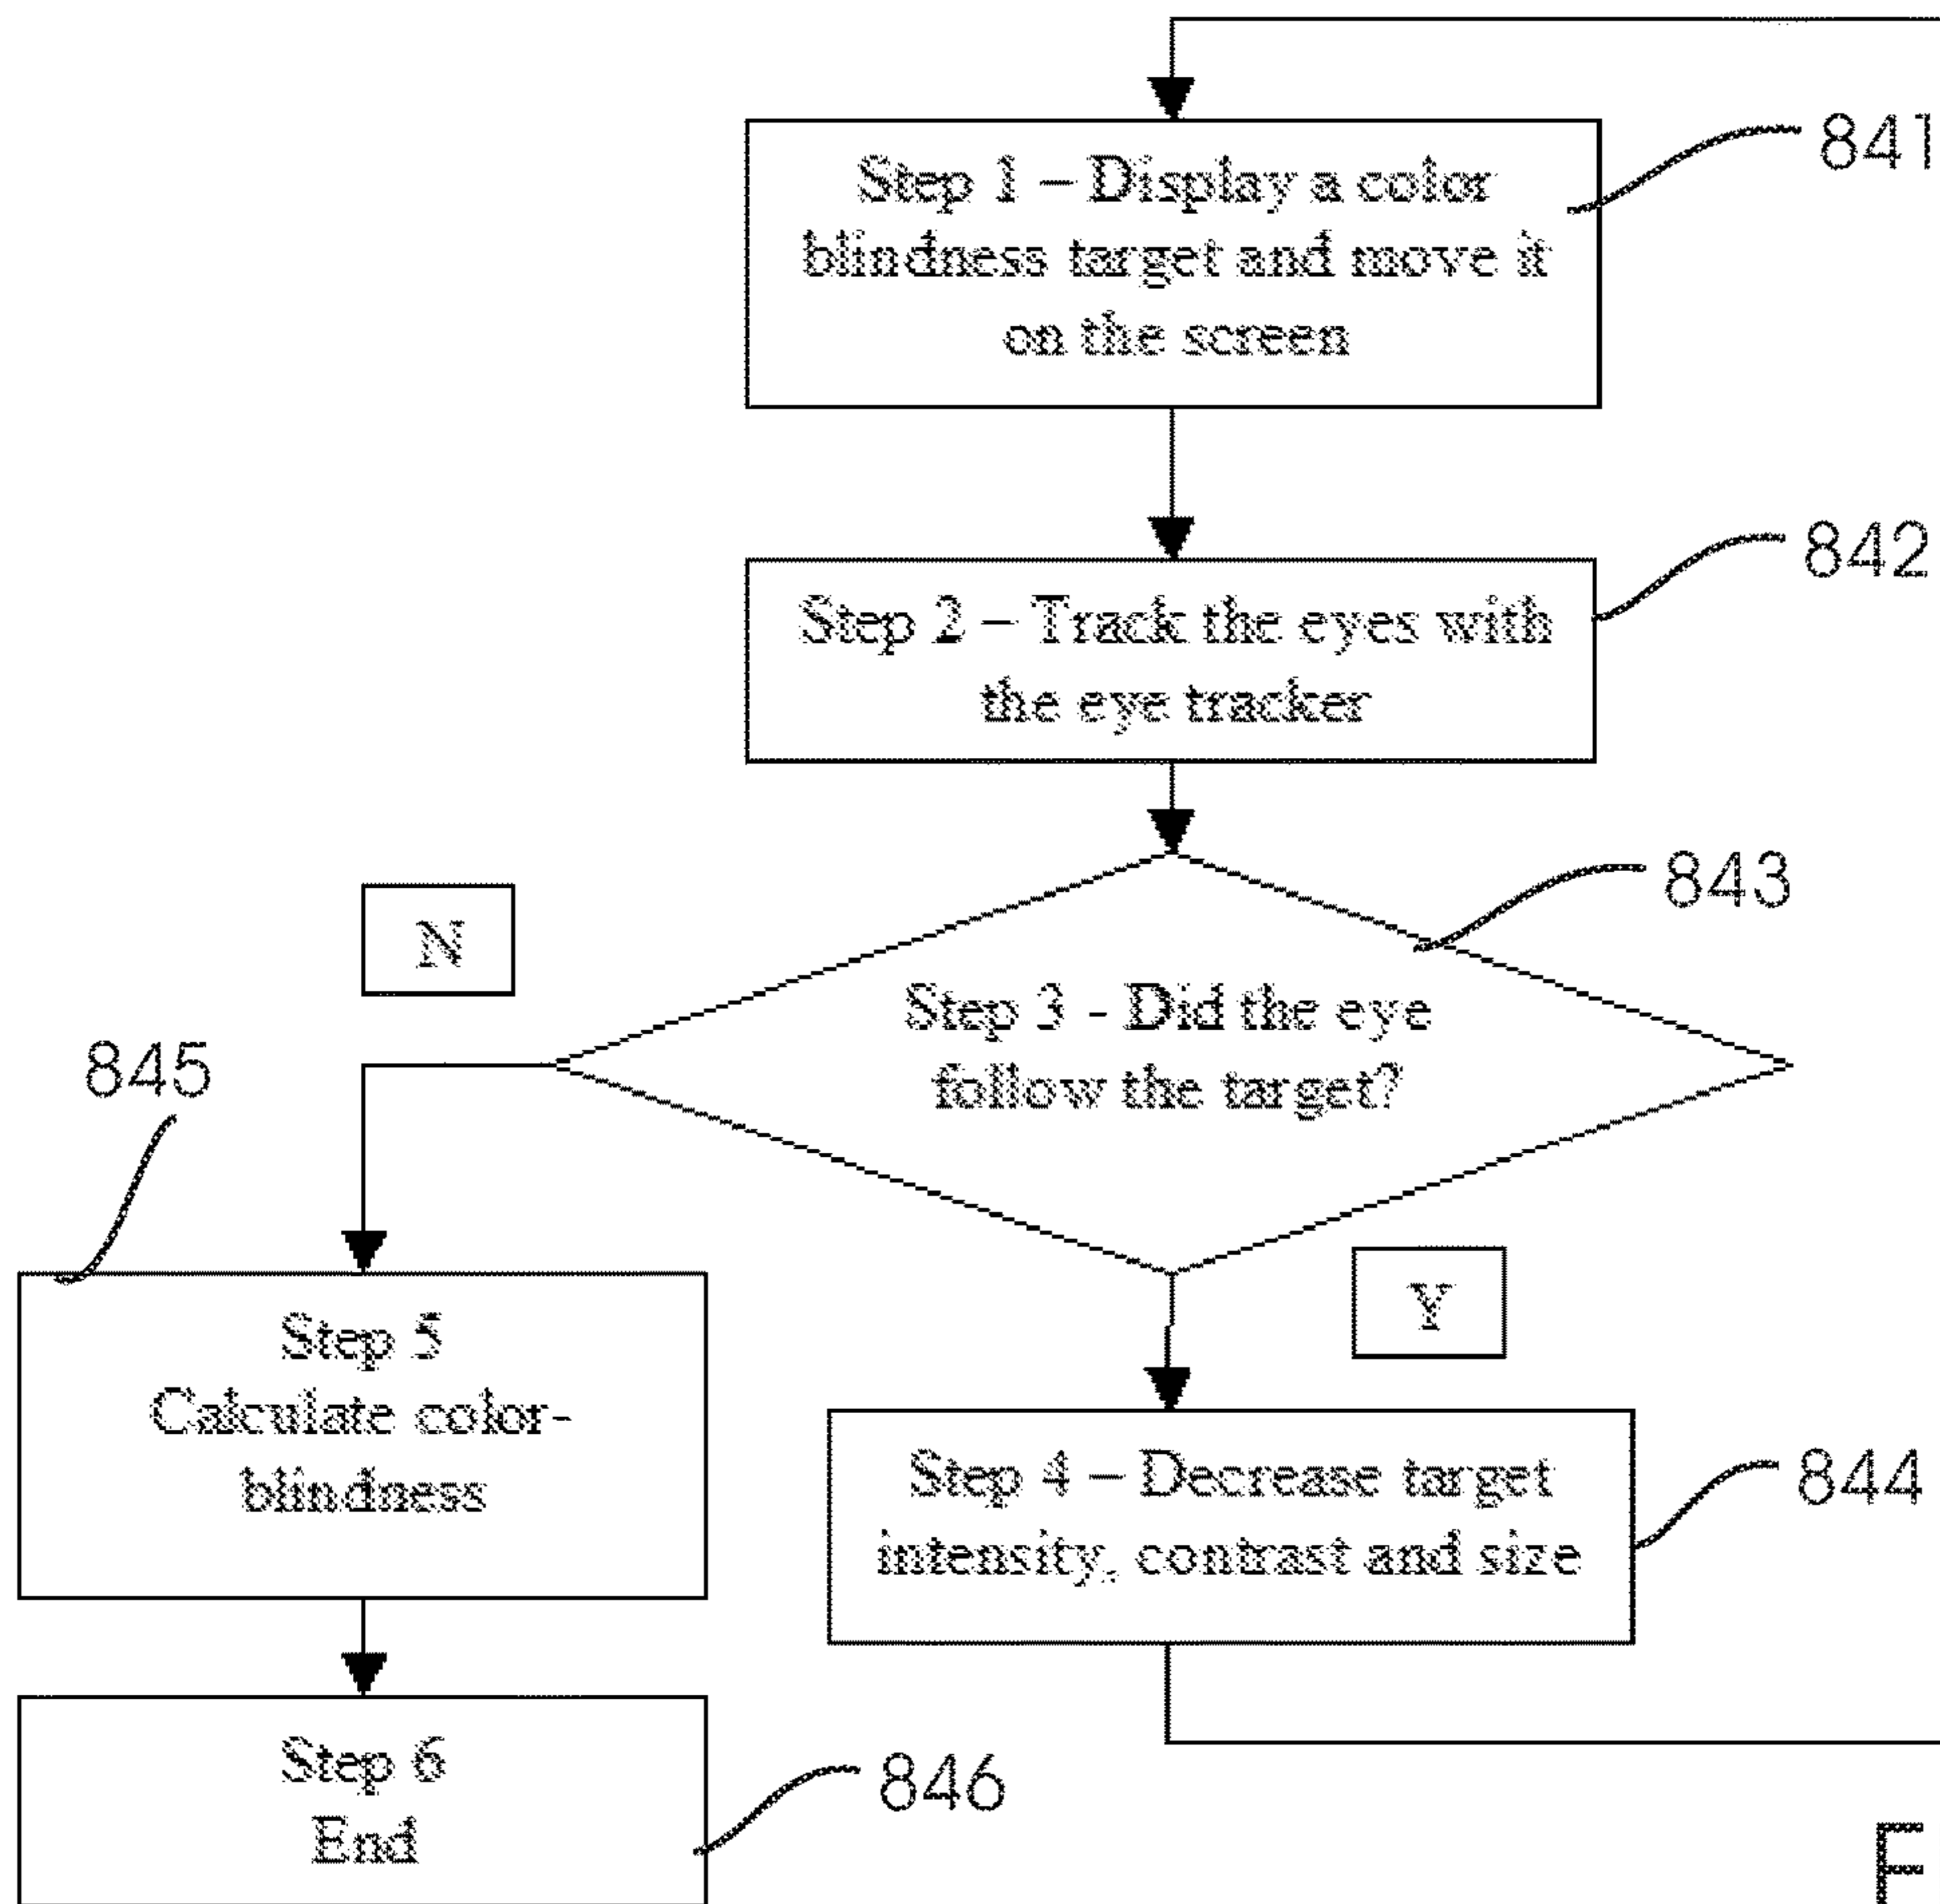 841
Step 1 – Display a color
blindness target and move it
on the screen
842
Step 2 – Track the eyes with
the eye tracker
843
N
Step 3 - Did the eye
follow the target?
845
Y
Step 5
Calculate color-
blindness
Step 4 – Decrease target
intensity, contrast and size
844
Step 6
End
846